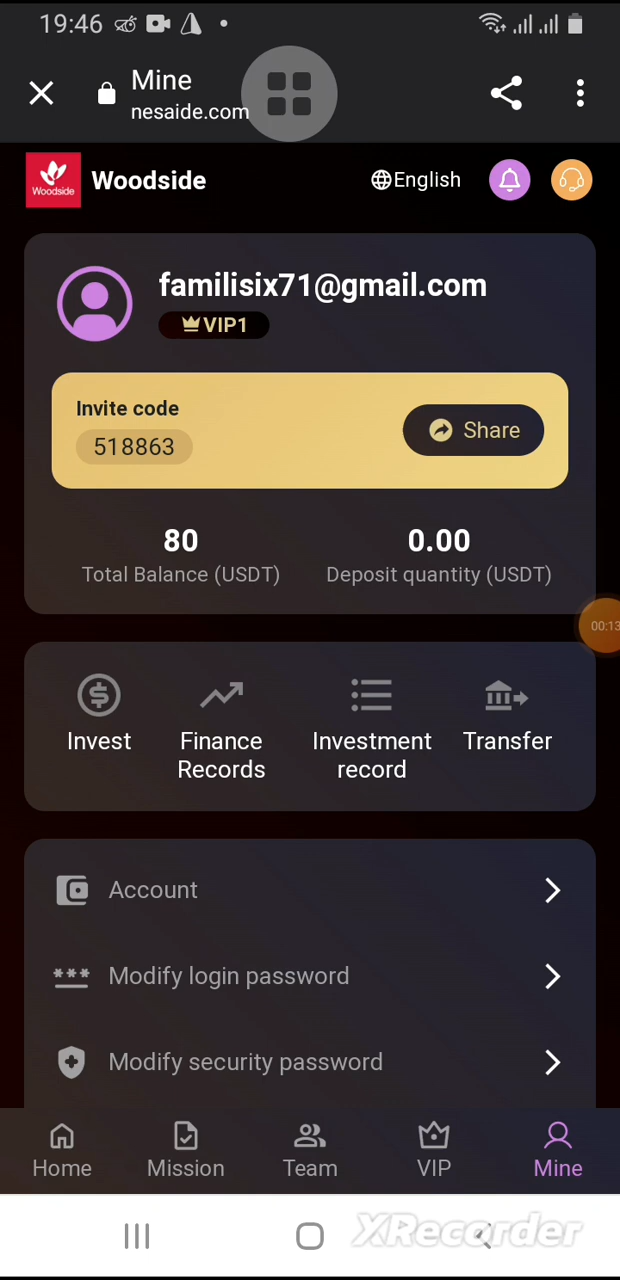 19:46
Mine
nesaide.com
Woodside
Woodside
English
familisix71@gmail.com
VIP1
Invite code
518863
Share
80
0.00
Total Balance (USDT)
Deposit quantity (USDT)
00:13
Invest
Finance
Records
Investment
record
Transfer
Account
***
Modify login password
Modify security password
Home
Mission
Team
VIP
Mine
XRecorder